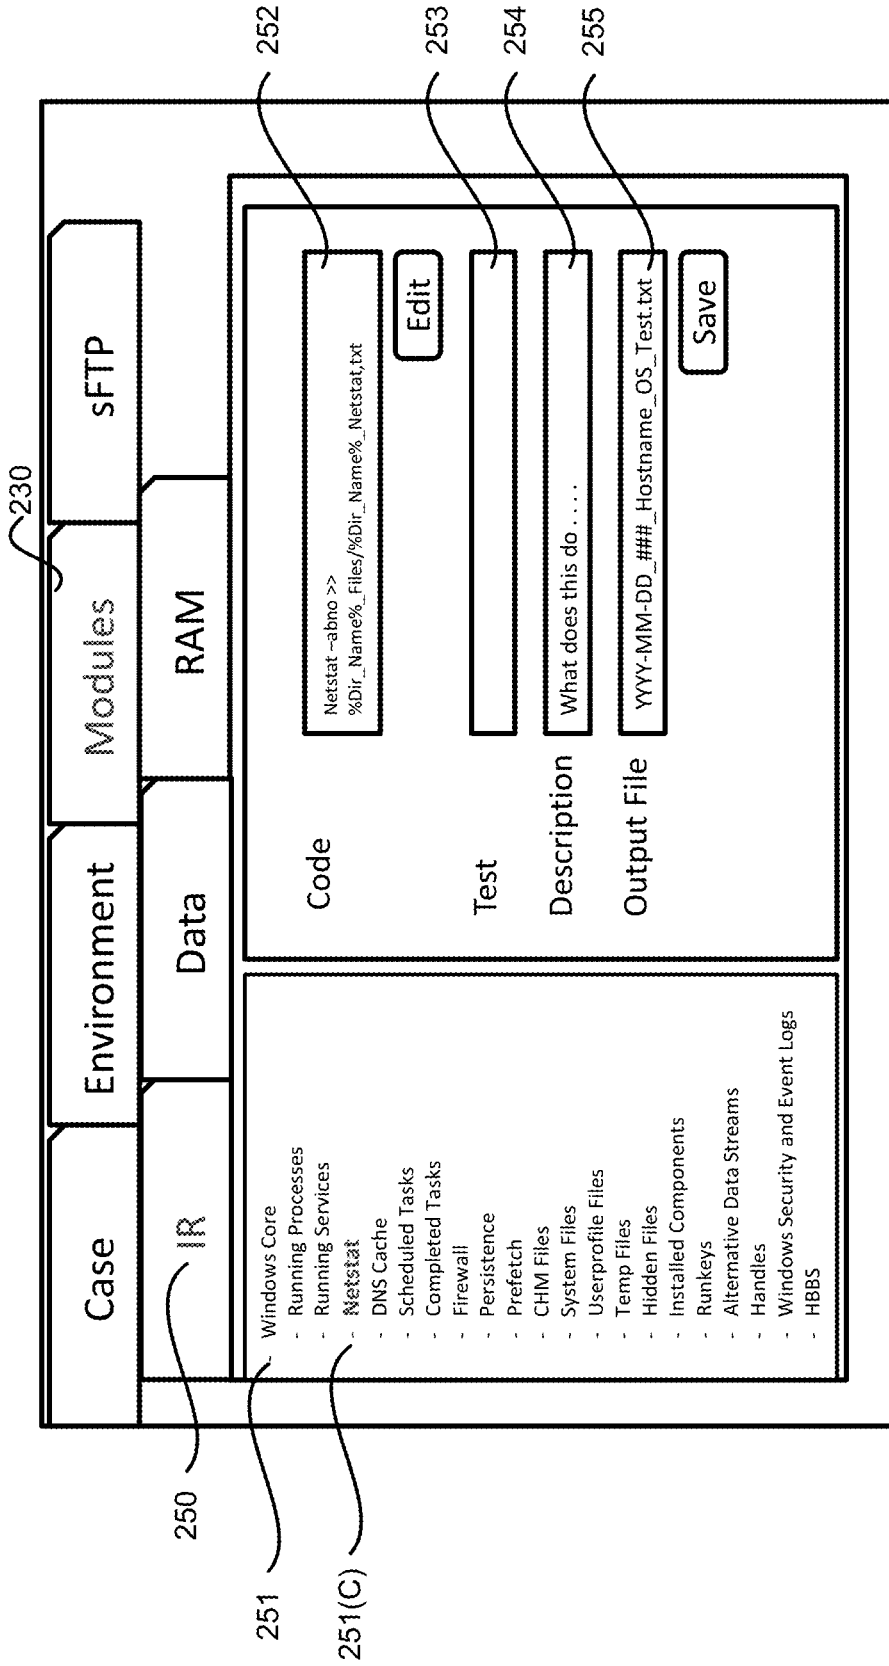 230
Case
Environment
Modules
sFTP
IR
Data
RAM
250
251
251(C)
- Windows Core
- Running Processes
- Running Services
- Netstat
- DNS Cache
- Scheduled Tasks
- Completed Tasks
- Firewall
- Persistence
- Prefetch
- CHM Files
- System Files
- Userprofile Files
- Temp Files
- Hidden Files
- Installed Components
- Runkeys
- Alternative Data Streams
- Handles
- Windows Security and Event Logs
- HBBS
Code
Netstat –abno >>
%Dir_Name%_Files/%Dir_Name%_Netstat,txt
252
Edit
Test
253
Description
What does this do . . . .
254
Output File
YYYY-MM-DD_###_Hostname_OS_Test.txt
255
Save